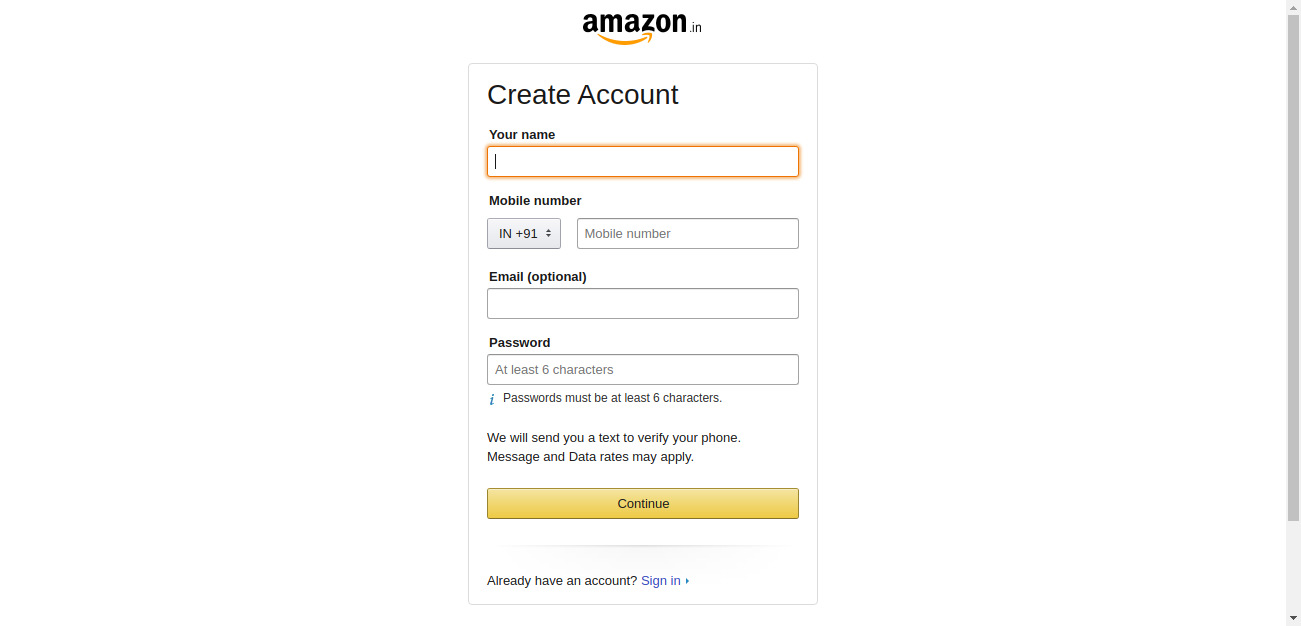 amazon.in
Create Account
Your name
Mobile number
IN +91 Mobile number
Email (optional)
Password
At least 6 characters
i Passwords must be at least 6 characters.
We will send you a text to verify your phone.
Message and Data rates may apply.
Continue
Already have an account? Sign in